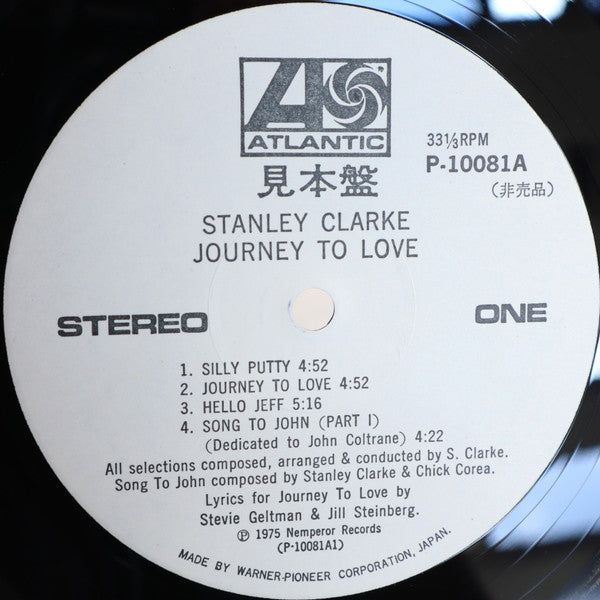 ATLANTIC
見本盤
33⅓RPM
P-10081A
(非売品)
STANLEY CLARKE
JOURNEY TO LOVE
STEREO
ONE
1. SILLY PUTTY 4:52
2. JOURNEY TO LOVE 4:52
3. HELLO JEFF 5:16
4. SONG TO JOHN (PART I)
(Dedicated to John Coltrane) 4:22
All selections composed, arranged & conducted by S. Clarke.
Song To John composed by Stanley Clarke & Chick Corea.
Lyrics for Journey To Love by
Stevie Geltman & Jill Steinberg.
Ⓟ 1975 Nemperor Records
(P-10081A1)
MADE BY WARNER-PIONEER CORPORATION, JAPAN.